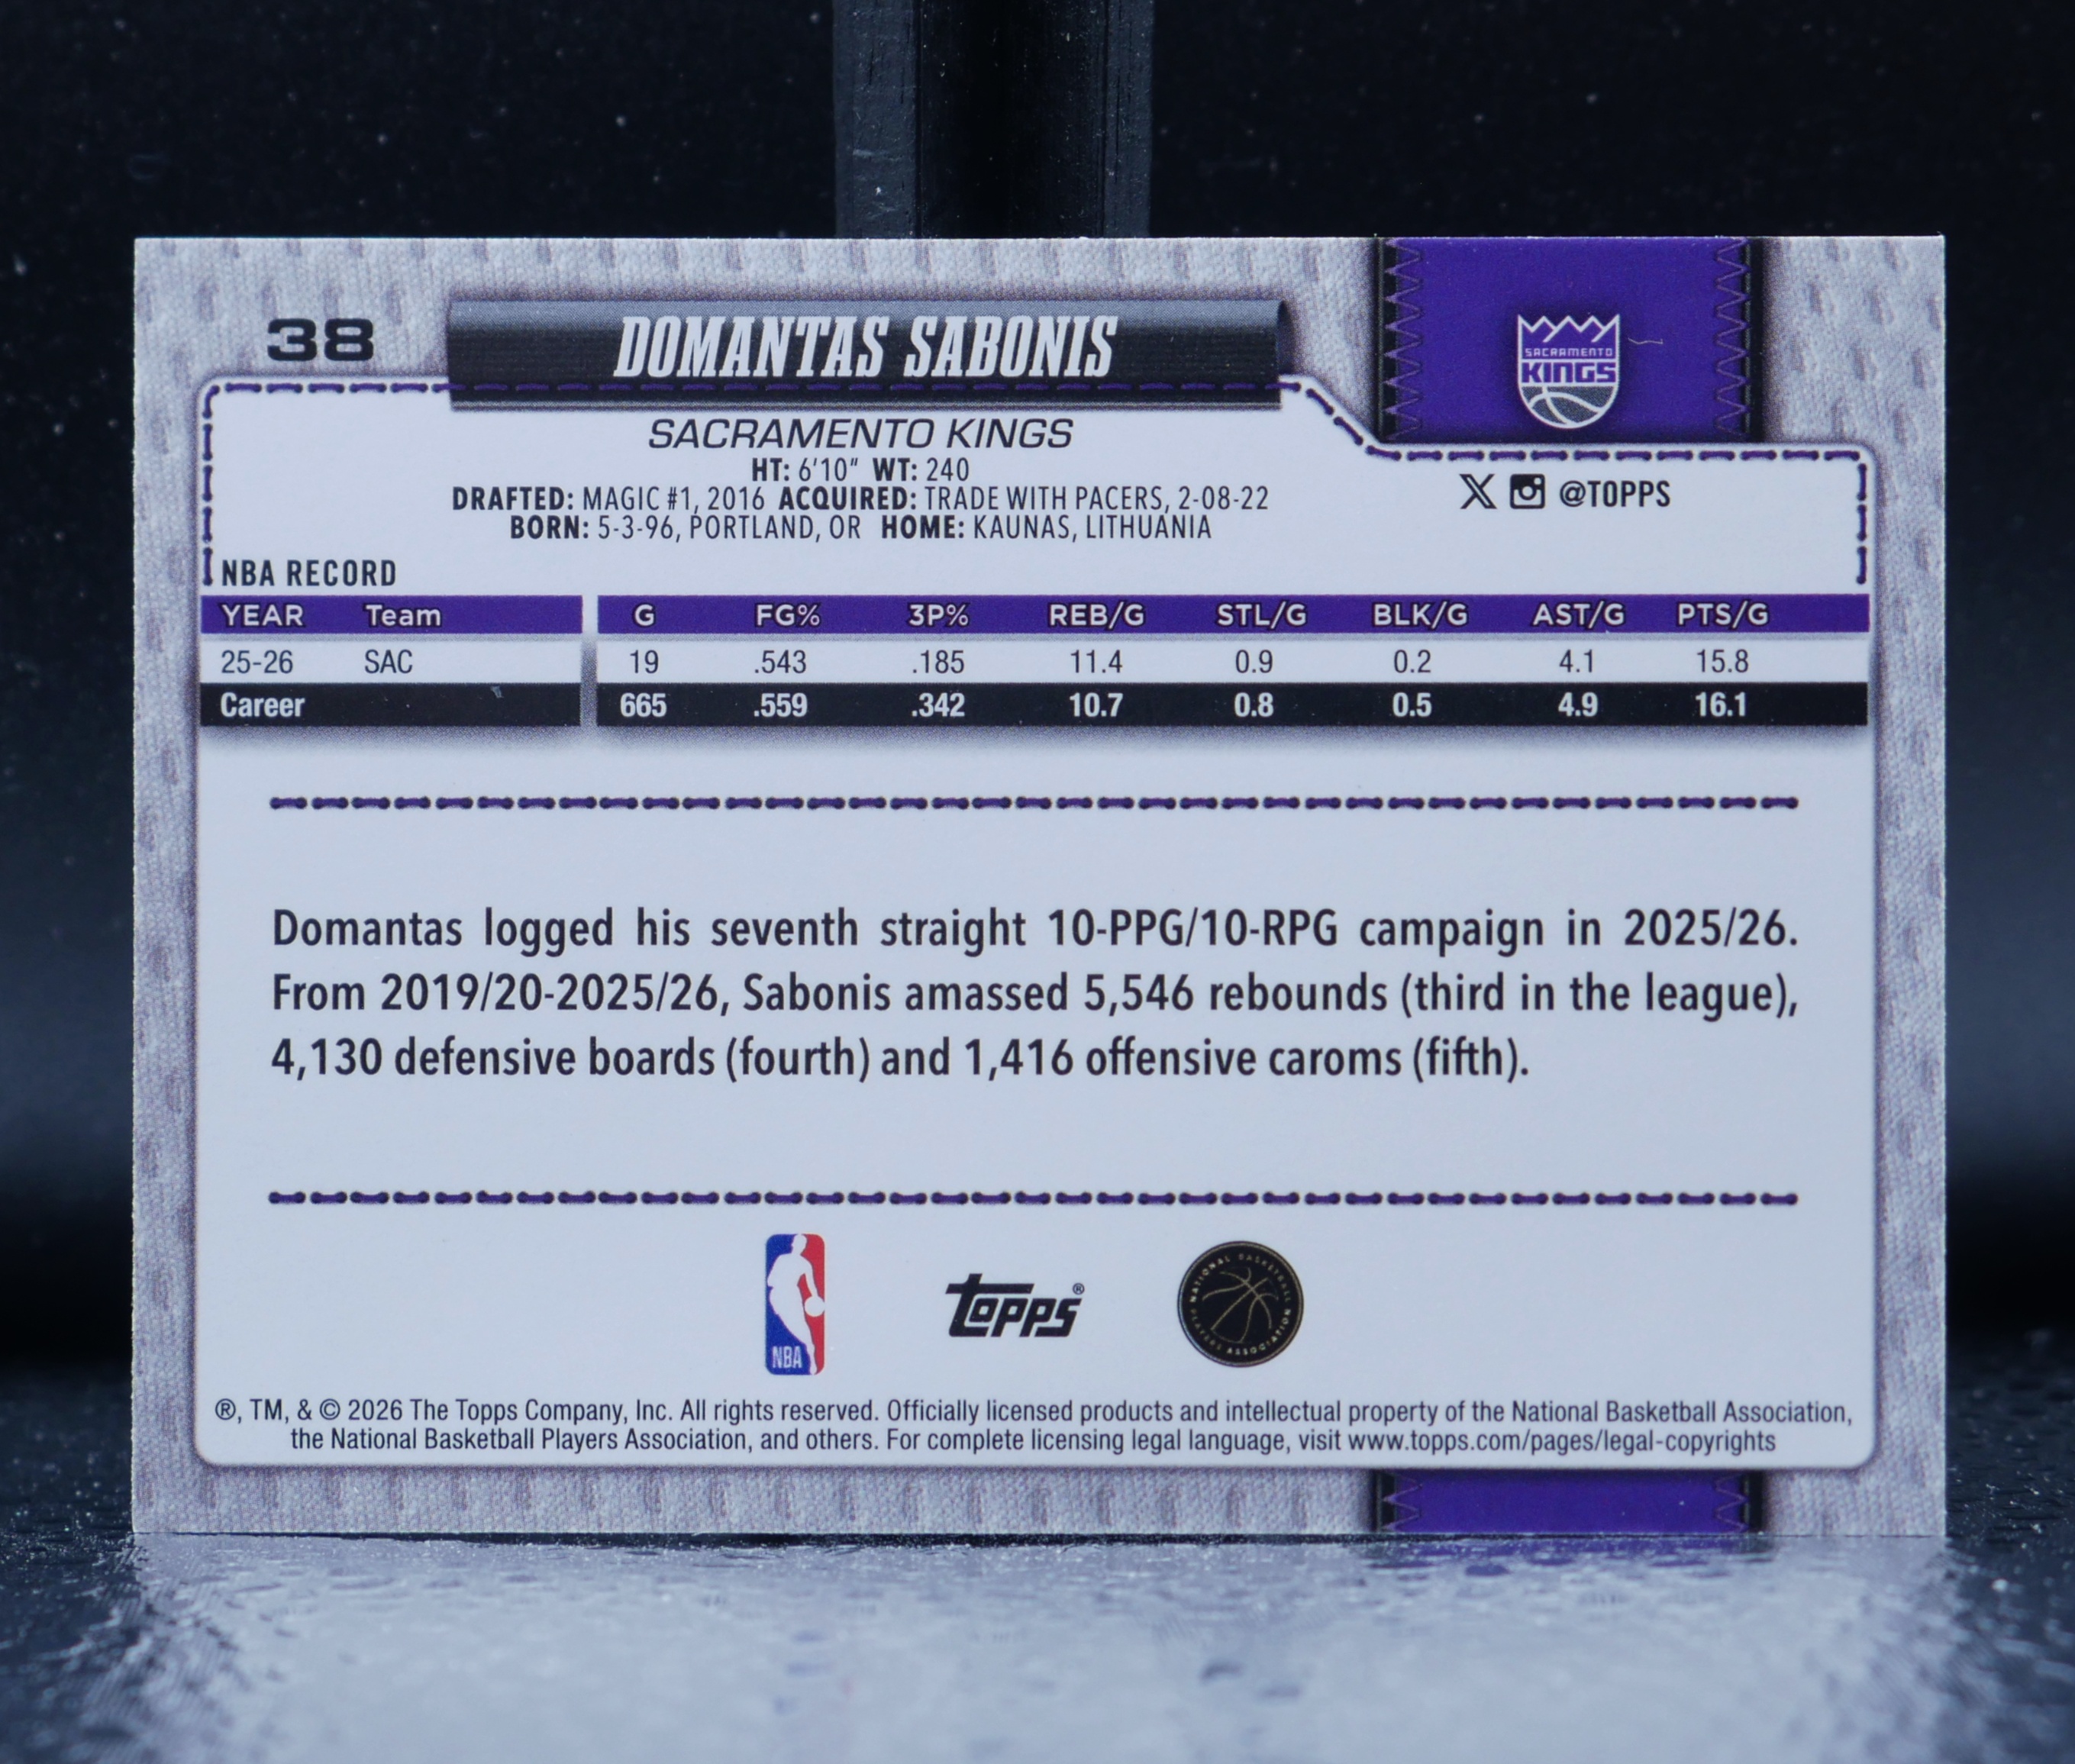 38
DOMANTAS SABONIS
SACRAMENTO KINGS
SACRAMENTO KINGS
HT: 6'10" WT: 240
DRAFTED: MAGIC #1, 2016 ACQUIRED: TRADE WITH PACERS, 2-08-22
BORN: 5-3-96, PORTLAND, OR HOME: KAUNAS, LITHUANIA
@TOPPS
NBA RECORD
YEAR Team G FG% 3P% REB/G STL/G BLK/G AST/G PTS/G
25-26 SAC 19 .543 .185 11.4 0.9 0.2 4.1 15.8
Career 665 .559 .342 10.7 0.8 0.5 4.9 16.1
Domantas logged his seventh straight 10-PPG/10-RPG campaign in 2025/26.
From 2019/20-2025/26, Sabonis amassed 5,546 rebounds (third in the league),
4,130 defensive boards (fourth) and 1,416 offensive caroms (fifth).
NBA
Topps®
NATIONAL BASKETBALL PLAYERS ASSOCIATION
®, TM, & © 2026 The Topps Company, Inc. All rights reserved. Officially licensed products and intellectual property of the National Basketball Association,
the National Basketball Players Association, and others. For complete licensing legal language, visit www.topps.com/pages/legal-copyrights